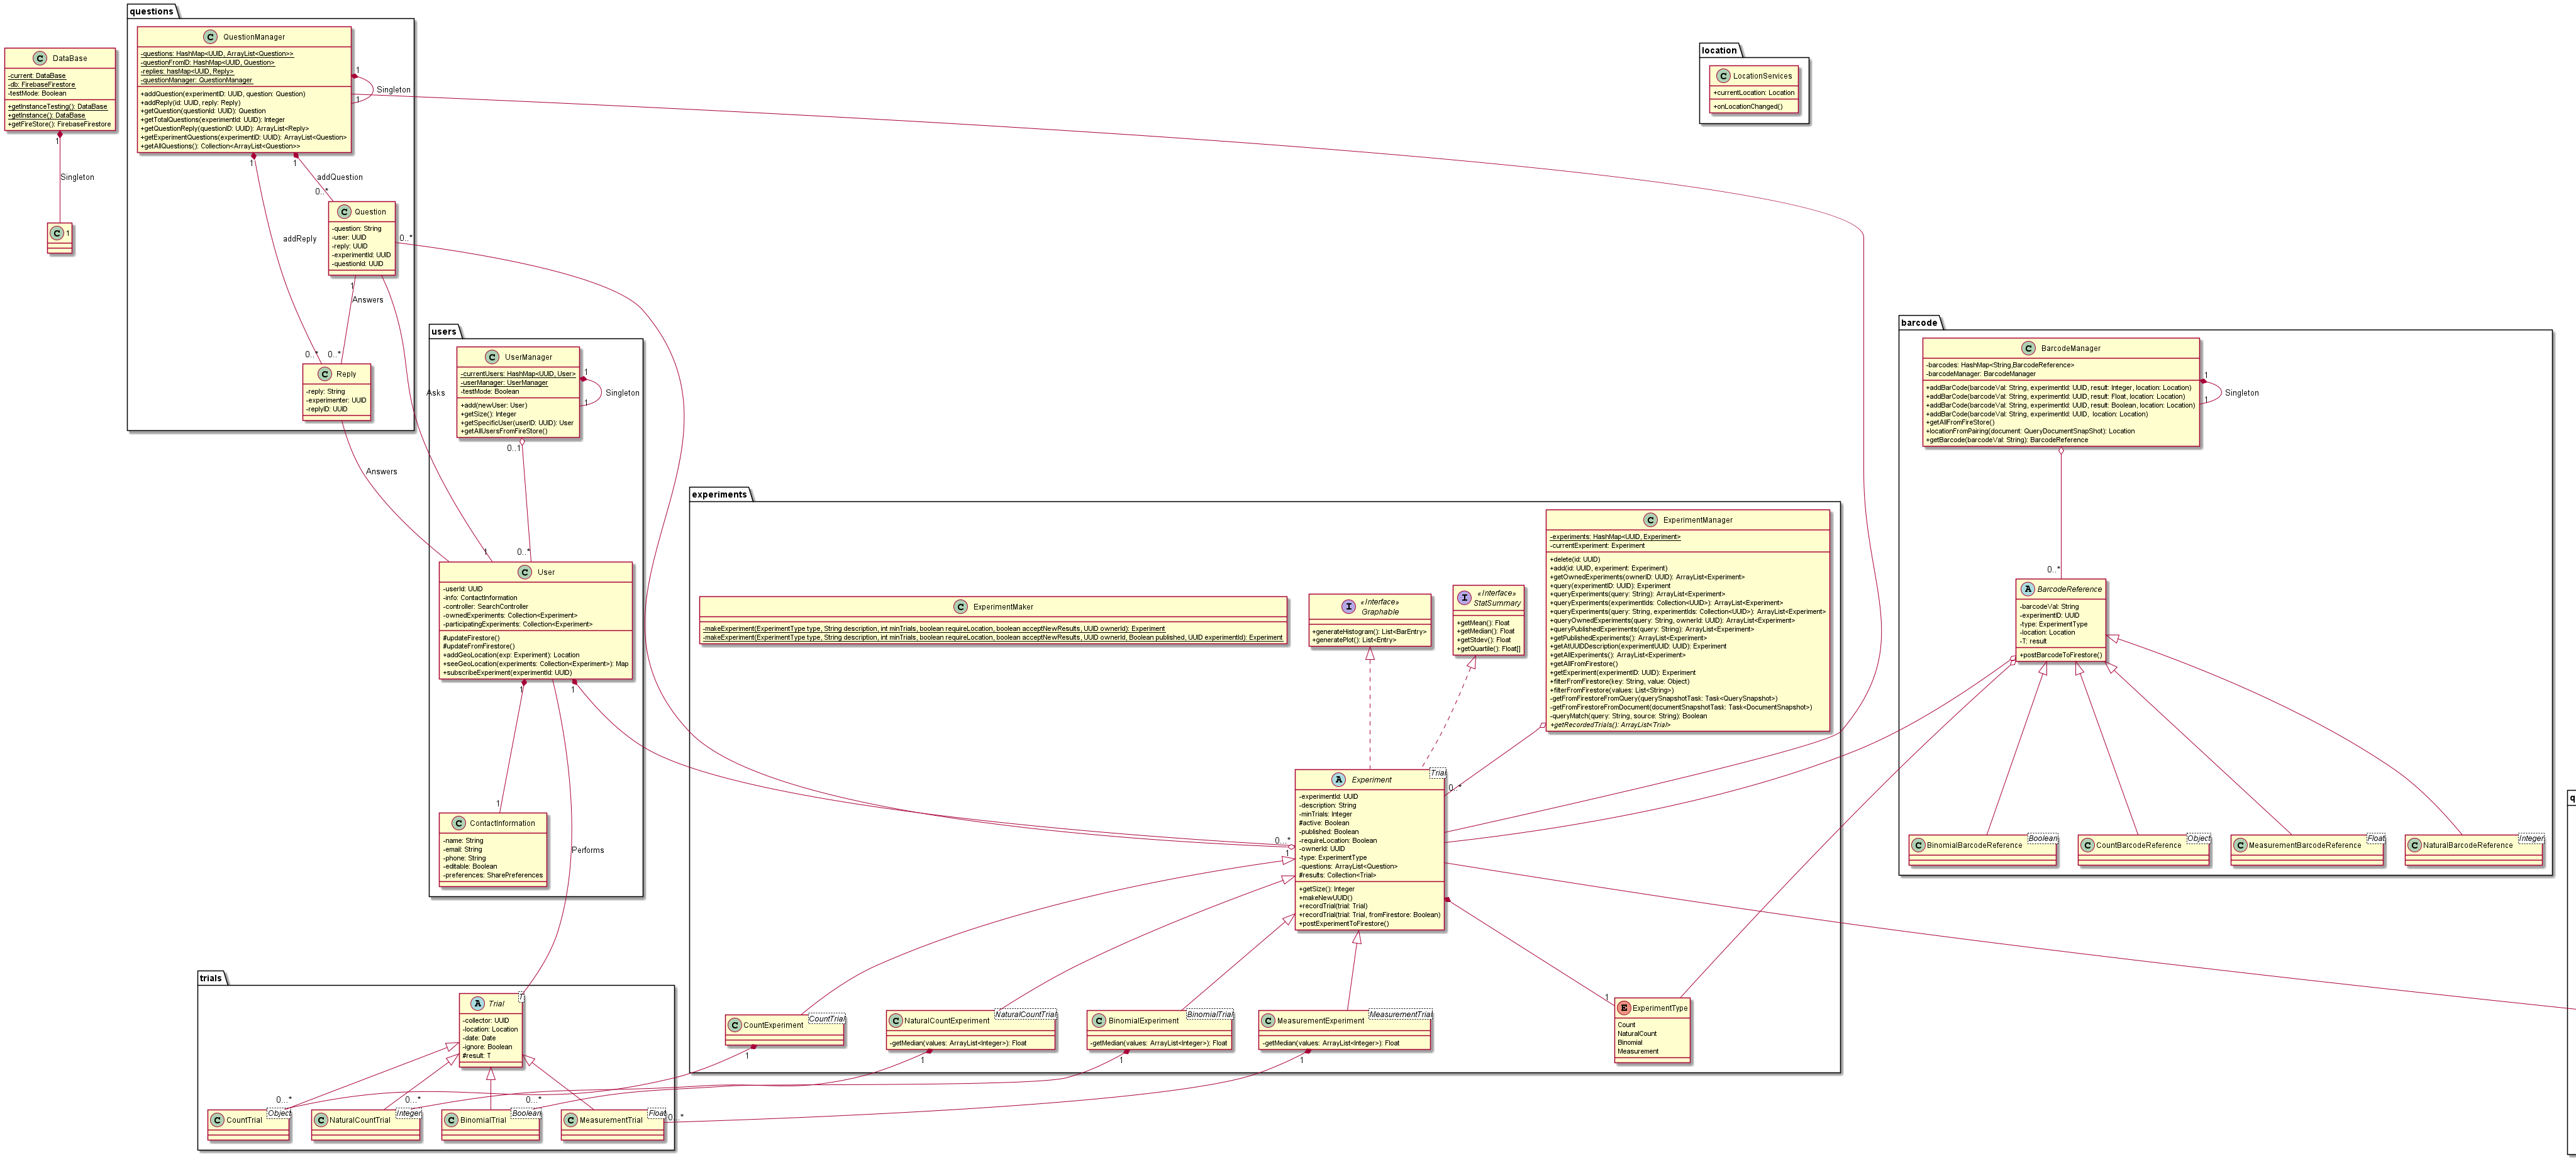 questions
C QuestionManager
-questions: HashMap<UUID, ArrayList<Question>>
-questionFromID: HashMap<UUID, Question>
-replies: hasMap<UUID, Reply>
-questionManager: QuestionManager
+addQuestion(experimentID: UUID, question: Question)
+addReply(id: UUID, reply: Reply)
+getQuestion(questionId: UUID): Question
+getTotalQuestions(experimentId: UUID): Integer
+getQuestionReply(questionID: UUID): ArrayList<Reply>
+getExperimentQuestions(experimentID: UUID): ArrayList<Question>
+getAllQuestions(): Collection<ArrayList<Question>>
1
Singleton
1
C DataBase
-current: DataBase
-db: FirebaseFirestore
-testMode: Boolean
+getInstanceTesting(): DataBase
+getInstance(): DataBase
+getFireStore(): FirebaseFirestore
1
Singleton
C 1
1
1
addQuestion
0..*
addReply
C Question
-question: String
-user: UUID
-reply: UUID
-experimentId: UUID
-questionId: UUID
0..*
1
Answers
0..*
0..*
C Reply
-reply: String
-experimenter: UUID
-replyID: UUID
Asks
Answers
1
location
C LocationServices
+currentLocation: Location
+onLocationChanged()
users
C UserManager
-currentUsers: HashMap<UUID, User>
-userManager: UserManager
-testMode: Boolean
+add(newUser: User)
+getSize(): Integer
+getSpecificUser(userID: UUID): User
+getAllUsersFromFireStore()
1
Singleton
1
0..1
0..*
C User
-userId: UUID
-info: ContactInformation
-controller: SearchController
-ownedExperiments: Collection<Experiment>
-participatingExperiments: Collection<Experiment>
#updateFirestore()
#updateFromFirestore()
+addGeoLocation(exp: Experiment): Location
+seeGeoLocation(experiments: Collection<Experiment>): Map
+subscribeExperiment(experimentId: UUID)
1
1
1
C ContactInformation
-name: String
-email: String
-phone: String
-editable: Boolean
-preferences: SharePreferences
Performs
barcode
C BarcodeManager
-barcodes: HashMap<String,BarcodeReference>
-barcodeManager: BarcodeManager
+addBarCode(barcodeVal: String, experimentId: UUID, result: Integer, location: Location)
+addBarCode(barcodeVal: String, experimentId: UUID, result: Float, location: Location)
+addBarCode(barcodeVal: String, experimentId: UUID, result: Boolean, location: Location)
+addBarCode(barcodeVal: String, experimentId: UUID, location: Location)
+getAllFromFireStore()
+locationFromPairing(document: QueryDocumentSnapShot): Location
+getBarcode(barcodeVal: String): BarcodeReference
1
Singleton
1
0..*
A BarcodeReference
-barcodeVal: String
-experimentID: UUID
-type: ExperimentType
-location: Location
-T: result
+postBarcodeToFirestore()
C BinomialBarcodeReference Boolean
C CountBarcodeReference Object
C MeasurementBarcodeReference Float
C NaturalBarcodeReference Integer
experiments
C ExperimentMaker
-makeExperiment(ExperimentType type, String description, int minTrials, boolean requireLocation, boolean acceptNewResults, UUID ownerId): Experiment
-makeExperiment(ExperimentType type, String description, int minTrials, boolean requireLocation, boolean acceptNewResults, UUID ownerId, Boolean published, UUID experimentId): Experiment
I «Interface»
Graphable
+generateHistogram(): List<BarEntry>
+generatePlot(): List<Entry>
I «Interface»
StatSummary
+getMean(): Float
+getMedian(): Float
+getStdev(): Float
+getQuartile(): Float[]
C ExperimentManager
-experiments: HashMap<UUID, Experiment>
-currentExperiment: Experiment
+delete(id: UUID)
+add(id: UUID, experiment: Experiment)
+getOwnedExperiments(ownerID: UUID): ArrayList<Experiment>
+query(experimentID: UUID): Experiment
+queryExperiments(query: String): ArrayList<Experiment>
+queryExperiments(experimentIds: Collection<UUID>): ArrayList<Experiment>
+queryExperiments(query: String, experimentIds: Collection<UUID>): ArrayList<Experiment>
+queryOwnedExperiments(query: String, ownerId: UUID): ArrayList<Experiment>
+queryPublishedExperiments(query: String): ArrayList<Experiment>
+getPublishedExperiments(): ArrayList<Experiment>
+getAtUUIDDescription(experimentUUID: UUID): Experiment
+getAllExperiments(): ArrayList<Experiment>
+getAllFromFirestore()
+getExperiment(experimentID: UUID): Experiment
+filterFromFirestore(key: String, value: Object)
+filterFromFirestore(values: List<String>)
-getFromFirestoreFromQuery(querySnapshotTask: Task<QuerySnapshot>)
-getFromFirestoreFromDocument(documentSnapshotTask: Task<DocumentSnapshot>)
-queryMatch(query: String, source: String): Boolean
+getRecordedTrials(): ArrayList<Trial>
0..*
A Experiment Trial
-experimentId: UUID
-description: String
-minTrials: Integer
#active: Boolean
-published: Boolean
-requireLocation: Boolean
-ownerId: UUID
-type: ExperimentType
-questions: ArrayList<Question>
#results: Collection<Trial>
+getSize(): Integer
+makeNewUUID()
+recordTrial(trial: Trial)
+recordTrial(trial: Trial, fromFirestore: Boolean)
+postExperimentToFirestore()
0...*
1
1
C CountExperiment CountTrial
C NaturalCountExperiment NaturalCountTrial
-getMedian(values: ArrayList<Integer>): Float
C BinomialExperiment BinomialTrial
-getMedian(values: ArrayList<Integer>): Float
C MeasurementExperiment MeasurementTrial
-getMedian(values: ArrayList<Integer>): Float
E ExperimentType
Count
NaturalCount
Binomial
Measurement
1
1
1
1
trials
A Trial T
-collector: UUID
-location: Location
-date: Date
-ignore: Boolean
#result: T
0...*
0...*
0...*
0...*
C CountTrial Object
C NaturalCountTrial Integer
C BinomialTrial Boolean
C MeasurementTrial Float
q